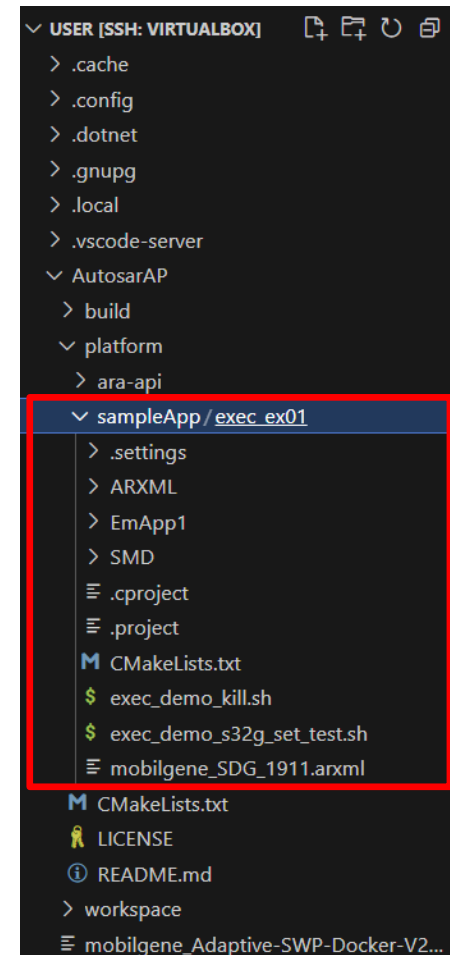 USER [SSH: VIRTUALBOX]
.cache
.config
.dotnet
.gnupg
.local
.vscode-server
AutosarAP
build
platform
ara-api
sampleApp / exec_ex01
.settings
ARXML
EmApp1
SMD
.cproject
.project
CMakeLists.txt
exec_demo_kill.sh
exec_demo_s32g_set_test.sh
mobilgene_SDG_1911.arxml
CMakeLists.txt
LICENSE
README.md
workspace
mobilgene_Adaptive-SWP-Docker-V2...